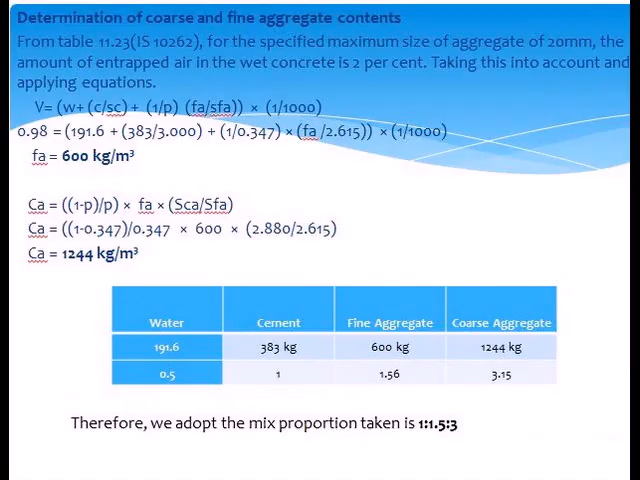 Determination of coarse and fine aggregate contents
From table 11.23(IS 10262), for the specified maximum size of aggregate of 20mm, the
amount of entrapped air in the wet concrete is 2 per cent. Taking this into account and
applying equations.
V= (w+ (c/sc) + (1/p) (fa/sfa)) × (1/1000)
0.98 = (191.6 + (383/3.000) + (1/0.347) × (fa /2.615)) × (1/1000)
fa = 600 kg/m³
Ca = ((1-p)/p) × fa × (Sca/Sfa)
Ca = ((1-0.347)/0.347 × 600 × (2.880/2.615)
Ca = 1244 kg/m³
Water Cement Fine Aggregate Coarse Aggregate
191.6 383 kg 600 kg 1244 kg
0.5 1 1.56 3.15
Therefore, we adopt the mix proportion taken is 1:1.5:3